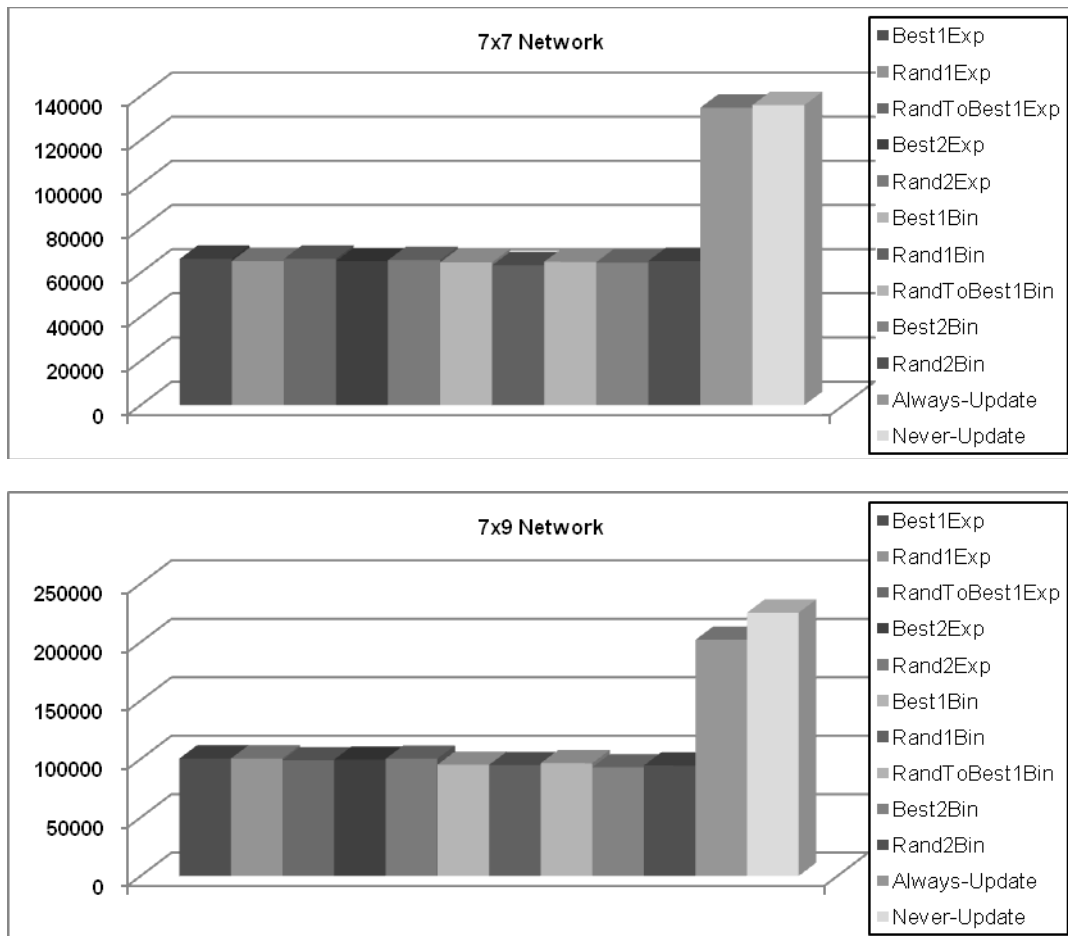 7x7 Network
140000
120000
100000
80000
60000
40000
20000
0
Best1Exp
Rand1Exp
RandToBest1Exp
Best2Exp
Rand2Exp
Best1Bin
Rand1Bin
RandToBest1Bin
Best2Bin
Rand2Bin
Always-Update
Never-Update
7x9 Network
250000
200000
150000
100000
50000
0
Best1Exp
Rand1Exp
RandToBest1Exp
Best2Exp
Rand2Exp
Best1Bin
Rand1Bin
RandToBest1Bin
Best2Bin
Rand2Bin
Always-Update
Never-Update